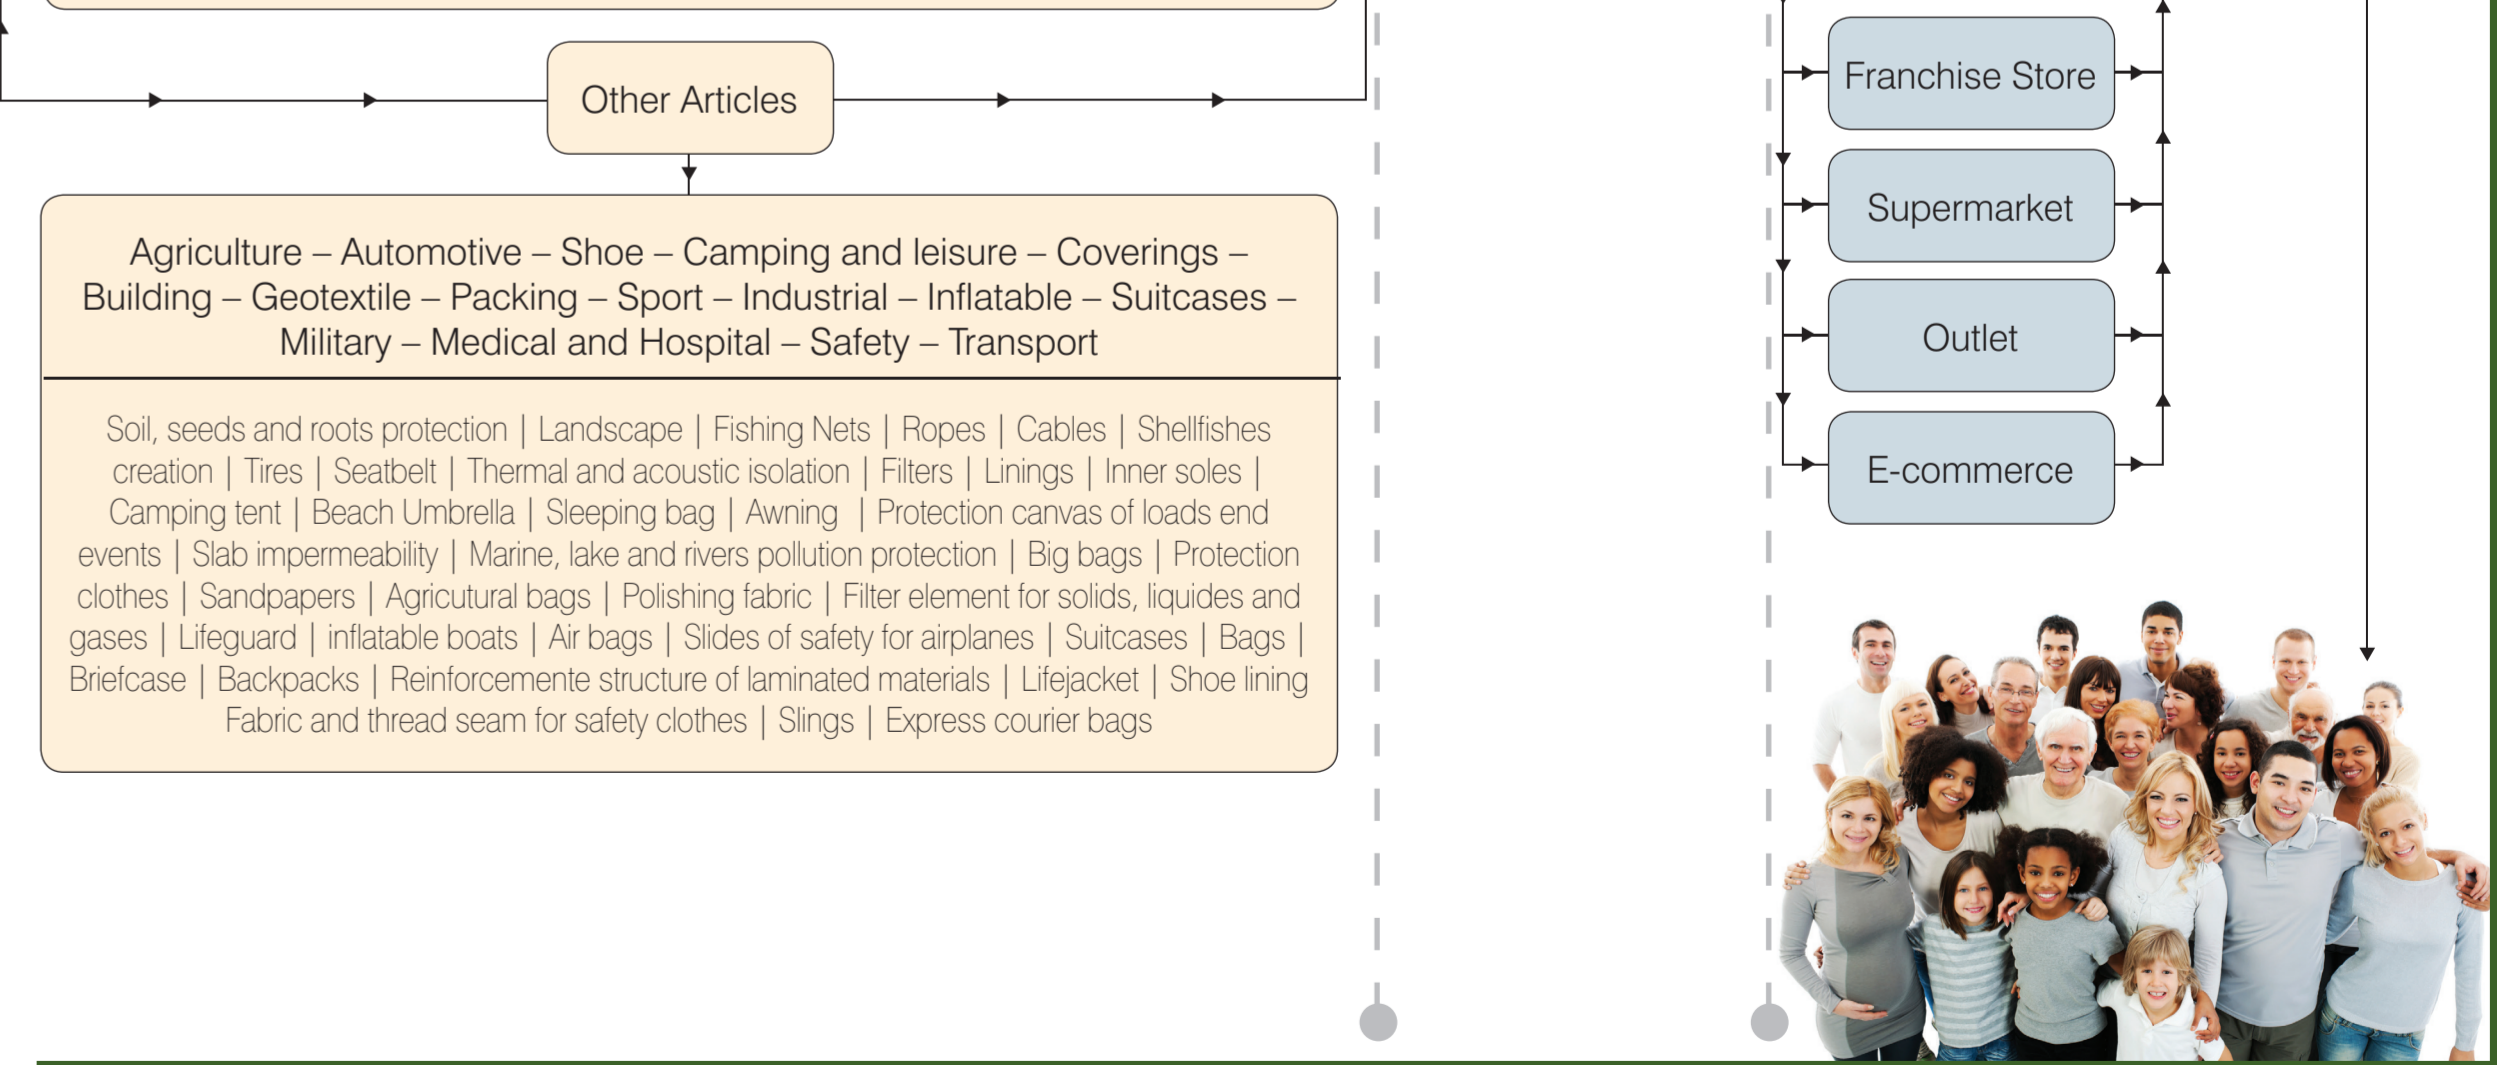 Other Articles
Agriculture – Automotive – Shoe – Camping and leisure – Coverings –
Building – Geotextile – Packing – Sport – Industrial – Inflatable – Suitcases –
Military – Medical and Hospital – Safety – Transport
Soil, seeds and roots protection | Landscape | Fishing Nets | Ropes | Cables | Shellfishes
creation | Tires | Seatbelt | Thermal and acoustic isolation | Filters | Linings | Inner soles |
Camping tent | Beach Umbrella | Sleeping bag | Awning | Protection canvas of loads end
events | Slab impermeability | Marine, lake and rivers pollution protection | Big bags | Protection
clothes | Sandpapers | Agricutural bags | Polishing fabric | Filter element for solids, liquides and
gases | Lifeguard | inflatable boats | Air bags | Slides of safety for airplanes | Suitcases | Bags |
Briefcase | Backpacks | Reinforcemente structure of laminated materials | Lifejacket | Shoe lining
Fabric and thread seam for safety clothes | Slings | Express courier bags
Franchise Store
Supermarket
Outlet
E-commerce